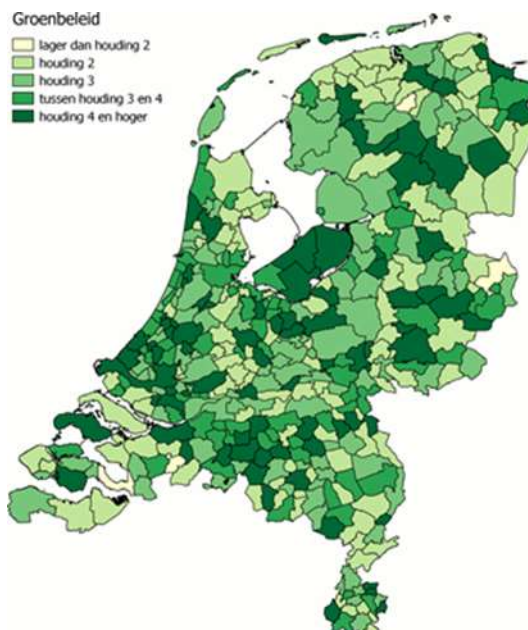 Groenbeleid
lager dan houding 2
houding 2
houding 3
tussen houding 3 en 4
houding 4 en hoger